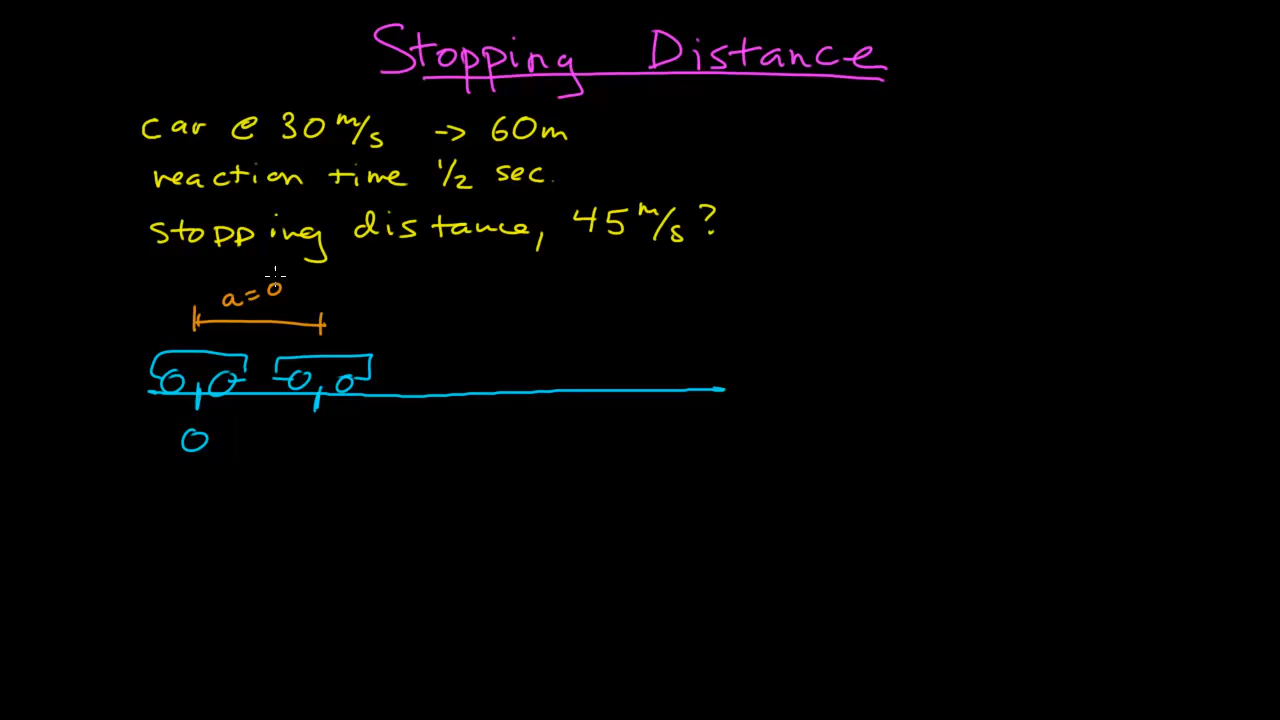 Stopping Distance
car @ 30 m/s -> 60m
reaction time 1/2 sec.
stopping distance, 45 m/s ?
a = 0
0